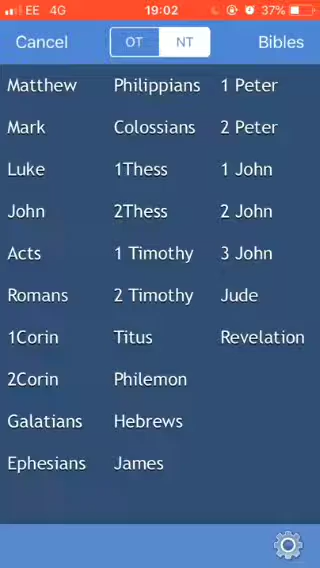 EE 4G 19:02 37%
Cancel OT NT Bibles
Matthew Philippians 1 Peter
Mark Colossians 2 Peter
Luke 1Thess 1 John
John 2Thess 2 John
Acts 1 Timothy 3 John
Romans 2 Timothy Jude
1Corin Titus Revelation
2Corin Philemon
Galatians Hebrews
Ephesians James